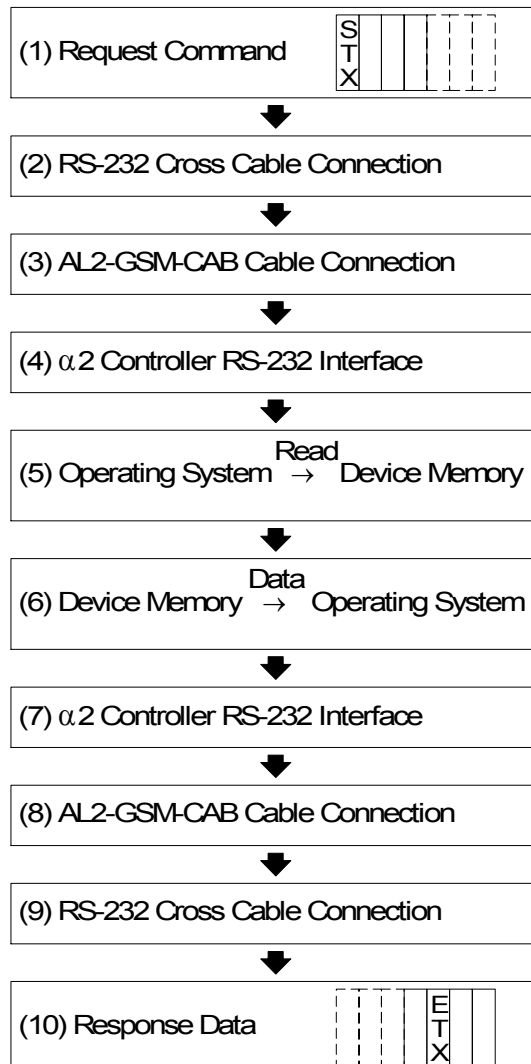 (1) Request Command
S
T
X
(2) RS-232 Cross Cable Connection
(3) AL2-GSM-CAB Cable Connection
(4) α2 Controller RS-232 Interface
Read
(5) Operating System → Device Memory
Data
(6) Device Memory → Operating System
(7) α2 Controller RS-232 Interface
(8) AL2-GSM-CAB Cable Connection
(9) RS-232 Cross Cable Connection
(10) Response Data
E
T
X